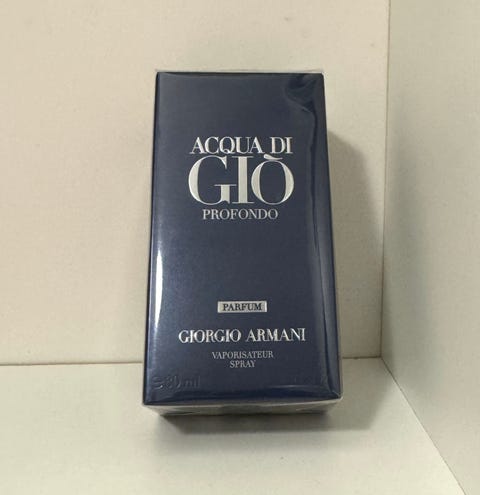 ACQUA DI
GIÒ
PROFONDO
PARFUM
GIORGIO ARMANI
VAPORISATEUR
SPRAY